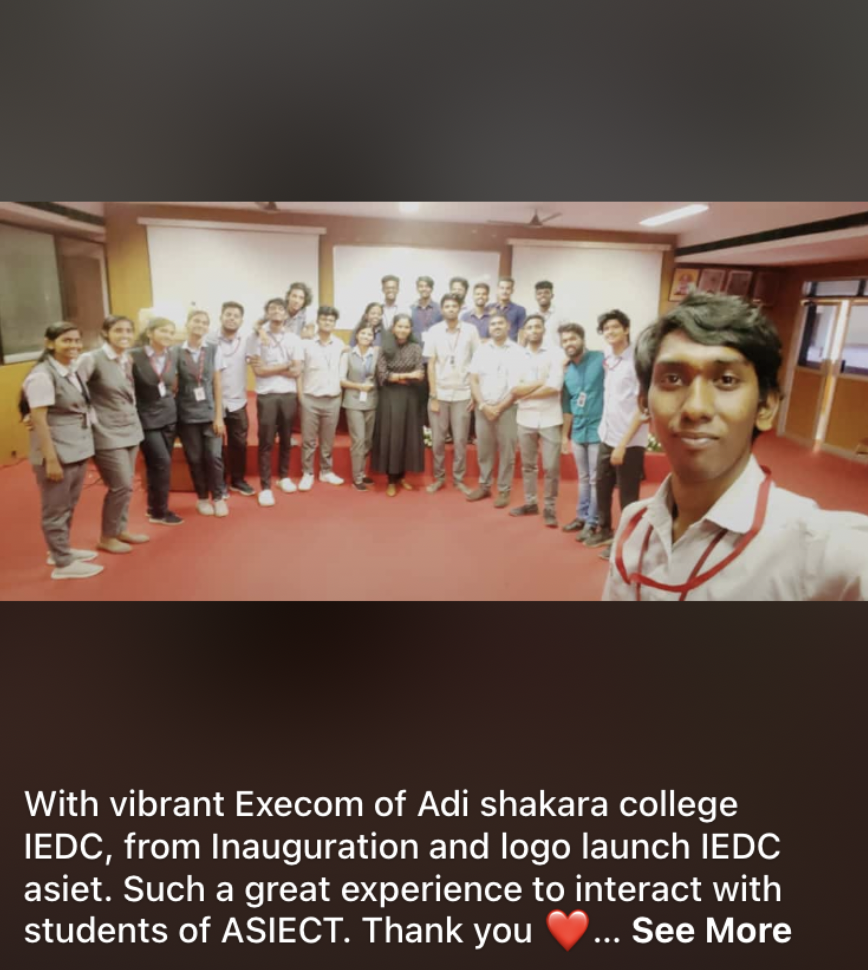 With vibrant Execom of Adi shakara college
IEDC, from Inauguration and logo launch IEDC
asiet. Such a great experience to interact with
students of ASIECT. Thank you ❤️... See More